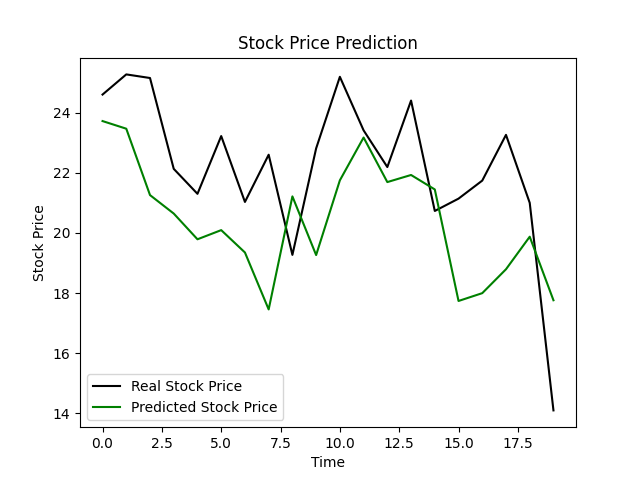 Stock Price Prediction
Stock Price
24
22
20
18
16
14
Real Stock Price
Predicted Stock Price
0.0 2.5 5.0 7.5 10.0 12.5 15.0 17.5
Time